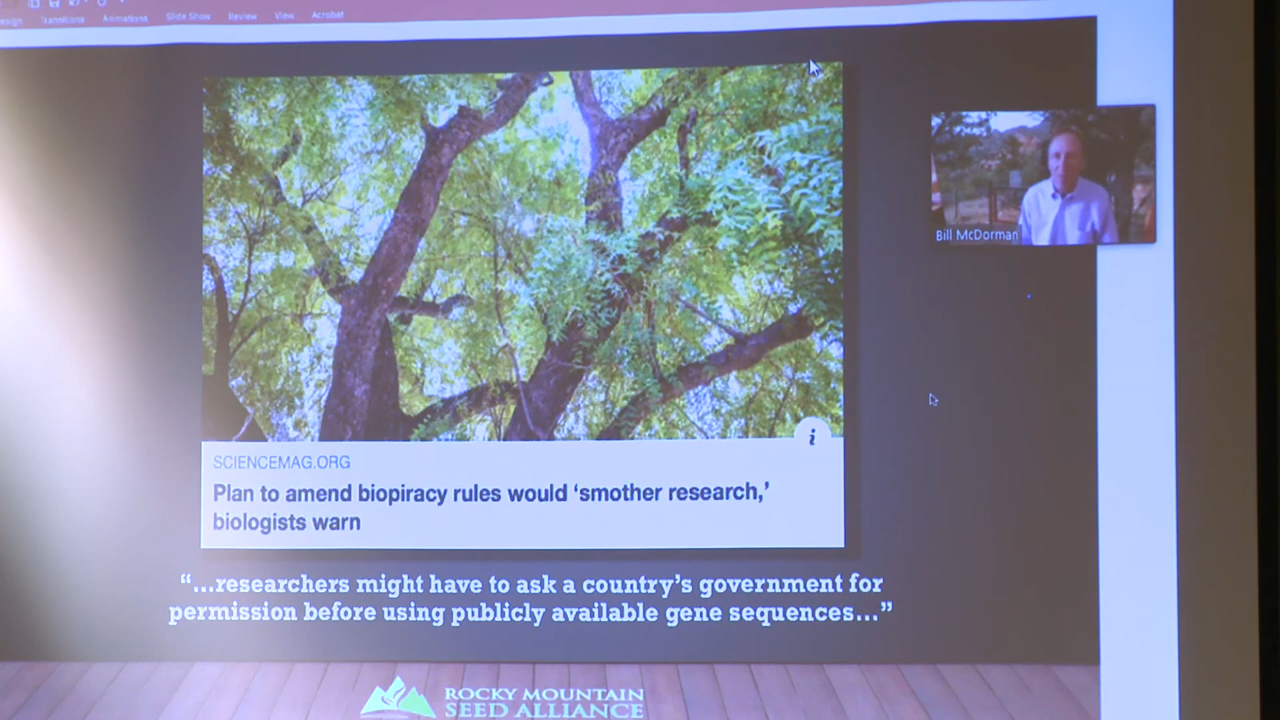 esign Transitions Animations Slide Show Review View Acrobat
Bill McDorman
i
SCIENCEMAG.ORG
Plan to amend biopiracy rules would ‘smother research,’
biologists warn
“...researchers might have to ask a country’s government for
permission before using publicly available gene sequences...”
ROCKY MOUNTAIN
SEED ALLIANCE